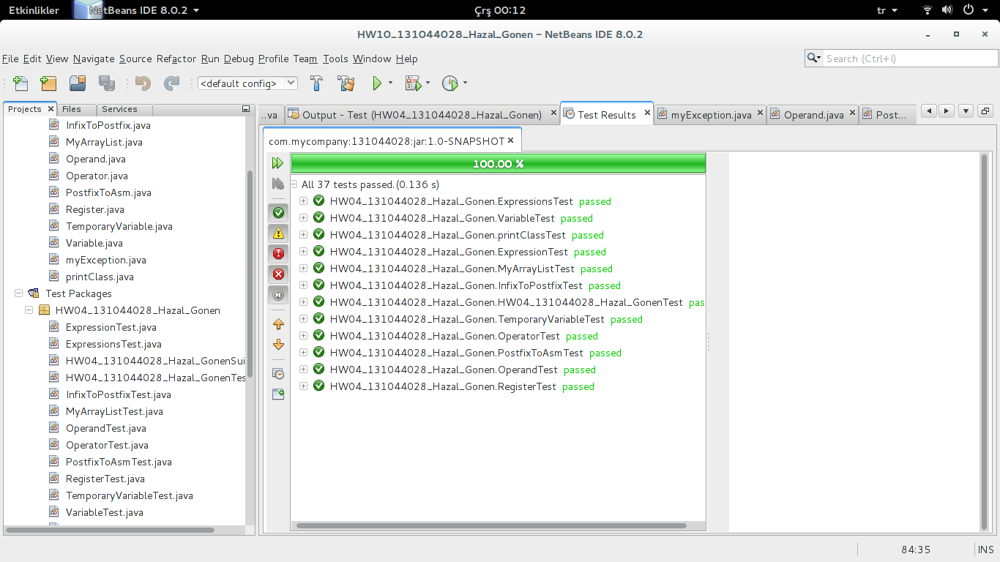 Etkinlikler NetBeans IDE 8.0.2 Çrş 00:12 tr
HW10_131044028_Hazal_Gonen – NetBeans IDE 8.0.2
File Edit View Navigate Source Refactor Run Debug Profile Team Tools Window Help Search (Ctrl+I)
<default config>
Projects Files Services
InfixToPostfix.java
MyArrayList.java
Operand.java
Operator.java
PostfixToAsm.java
Register.java
TemporaryVariable.java
Variable.java
myException.java
printClass.java
Test Packages
HW04_131044028_Hazal_Gonen
ExpressionTest.java
ExpressionsTest.java
HW04_131044028_Hazal_GonenSui
HW04_131044028_Hazal_GonenTes
InfixToPostfixTest.java
MyArrayListTest.java
OperandTest.java
OperatorTest.java
PostfixToAsmTest.java
RegisterTest.java
TemporaryVariableTest.java
VariableTest.java
..va Output - Test (HW04_131044028_Hazal_Gonen) Test Results myException.java Operand.java Post...
com.mycompany:131044028:jar:1.0-SNAPSHOT
100.00 %
All 37 tests passed.(0.136 s)
HW04_131044028_Hazal_Gonen.ExpressionsTest passed
HW04_131044028_Hazal_Gonen.VariableTest passed
HW04_131044028_Hazal_Gonen.printClassTest passed
HW04_131044028_Hazal_Gonen.ExpressionTest passed
HW04_131044028_Hazal_Gonen.MyArrayListTest passed
HW04_131044028_Hazal_Gonen.InfixToPostfixTest passed
HW04_131044028_Hazal_Gonen.HW04_131044028_Hazal_GonenTest pas
HW04_131044028_Hazal_Gonen.TemporaryVariableTest passed
HW04_131044028_Hazal_Gonen.OperatorTest passed
HW04_131044028_Hazal_Gonen.PostfixToAsmTest passed
HW04_131044028_Hazal_Gonen.OperandTest passed
HW04_131044028_Hazal_Gonen.RegisterTest passed
84:35 INS